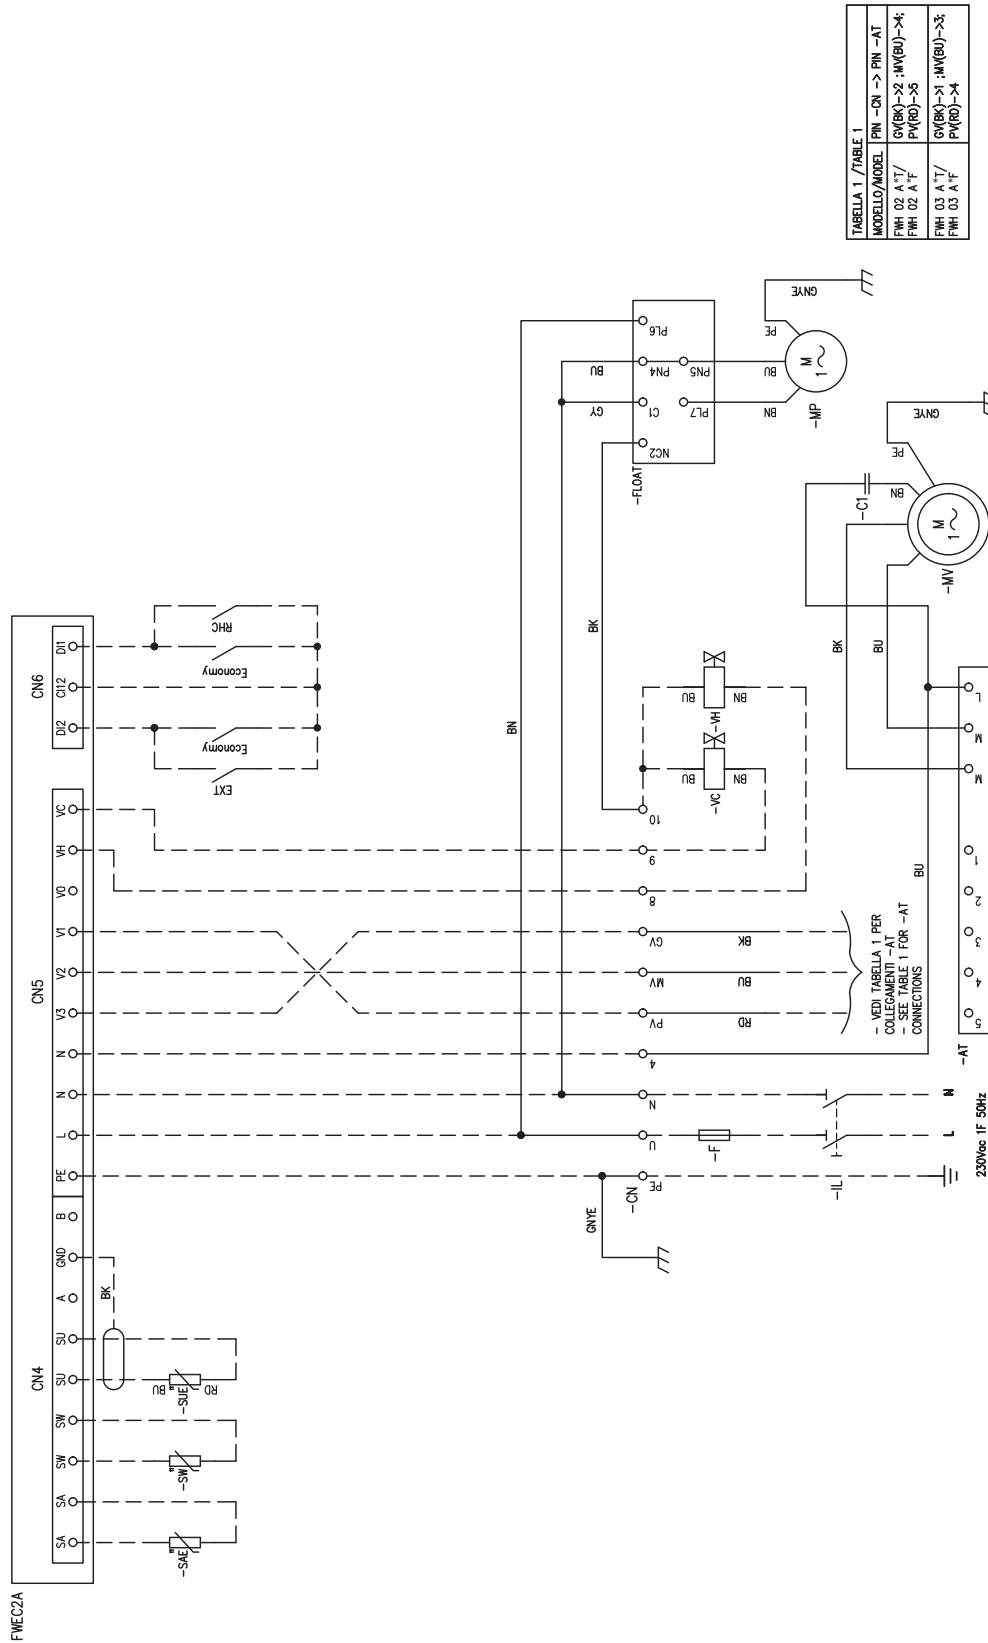 FWEC2A
CN4
CN5
CN6
SA
SA
SW
SW
SU
SU
A
GND
B
PE
L
N
N
V3
V2
V1
V0
VH
VC
DI2
CI12
DI1
-SAE
-SW
-SUE
BU
RD
BK
EXT
Economy
Economy
RHC
GNYE
-CN
PE
U
N
4
PV
MV
GV
8
9
10
-F
-IL
RD
BU
BK
- VEDI TABELLA 1 PER
COLLEGAMENTI -AT
- SEE TABLE 1 FOR -AT
CONNECTIONS
BN
BK
BU
BN
-VC
BU
BN
-VH
-FLOAT
NC2
C1
PN4
PL6
PL7
PN5
GY
BU
BN
BU
PE
GNYE
M
1
-MP
-C1
BN
PE
GNYE
M
1
-MV
BK
BU
BU
-AT
5
4
3
2
1
M
M
L
L
N
230Vac 1F 50Hz
TABELLA 1 /TABLE 1
MODELLO/MODEL PIN -CN -> PIN -AT
FWH 02 A*T/ GV(BK)->2 ;MV(BU)->4;
FWH 02 A*F PV(RD)->5
FWH 03 A*T/ GV(BK)->1 ;MV(BU)->3;
FWH 03 A*F PV(RD)->4